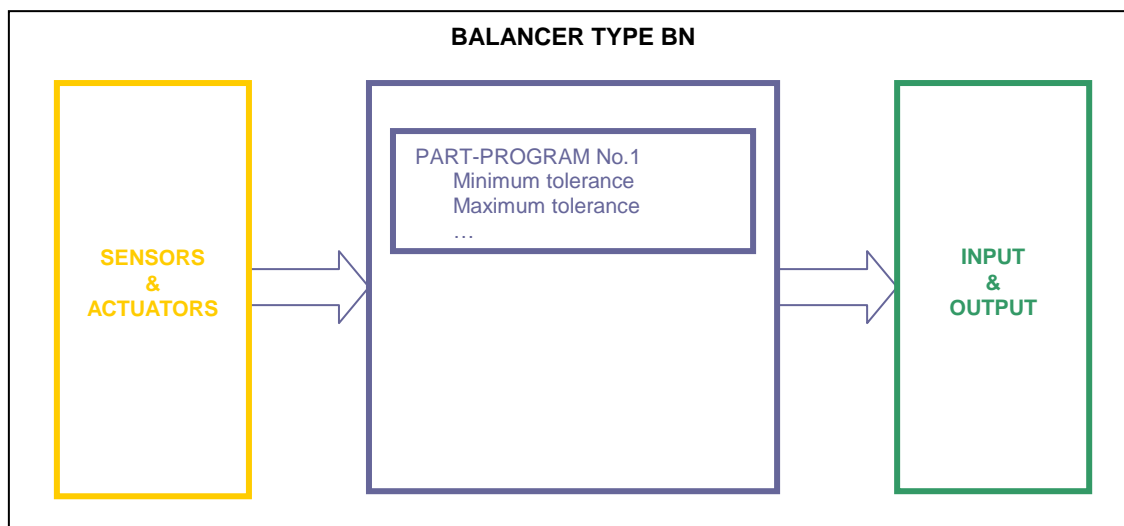 BALANCER TYPE BN
SENSORS
&
ACTUATORS
PART-PROGRAM No.1
Minimum tolerance
Maximum tolerance
…
INPUT
&
OUTPUT